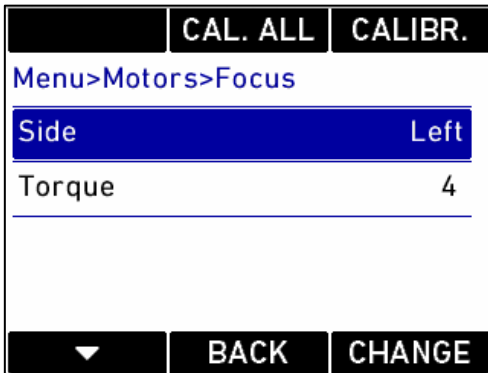 CAL. ALL CALIBR.
Menu>Motors>Focus
Side Left
Torque 4
BACK CHANGE